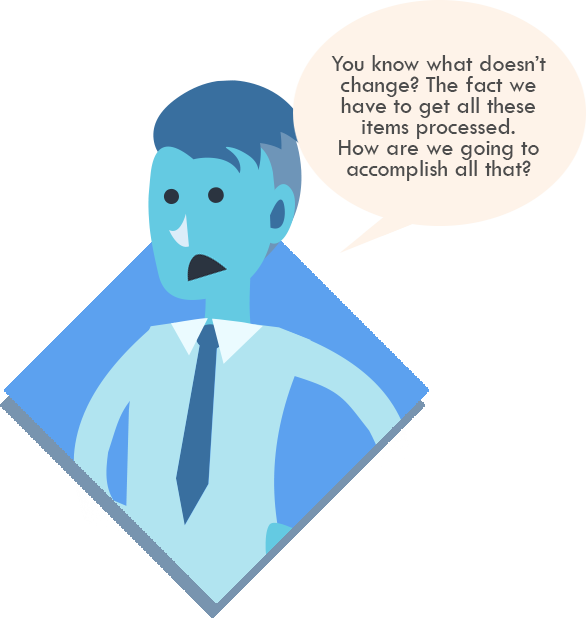 You know what doesn't
change? The fact we
have to get all these
items processed.
How are we going to
accomplish all that?